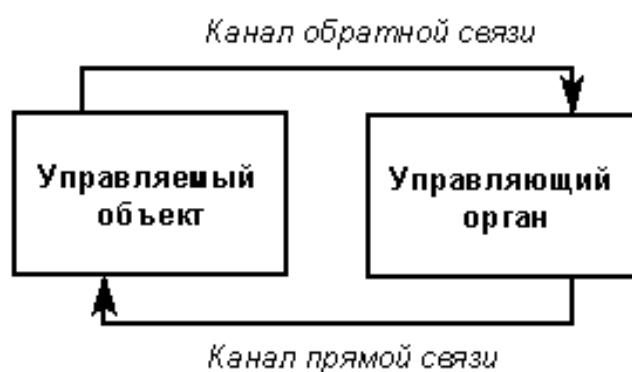 Канал обратной связи
Управляемый
объект
Управляющий
орган
Канал прямой связи